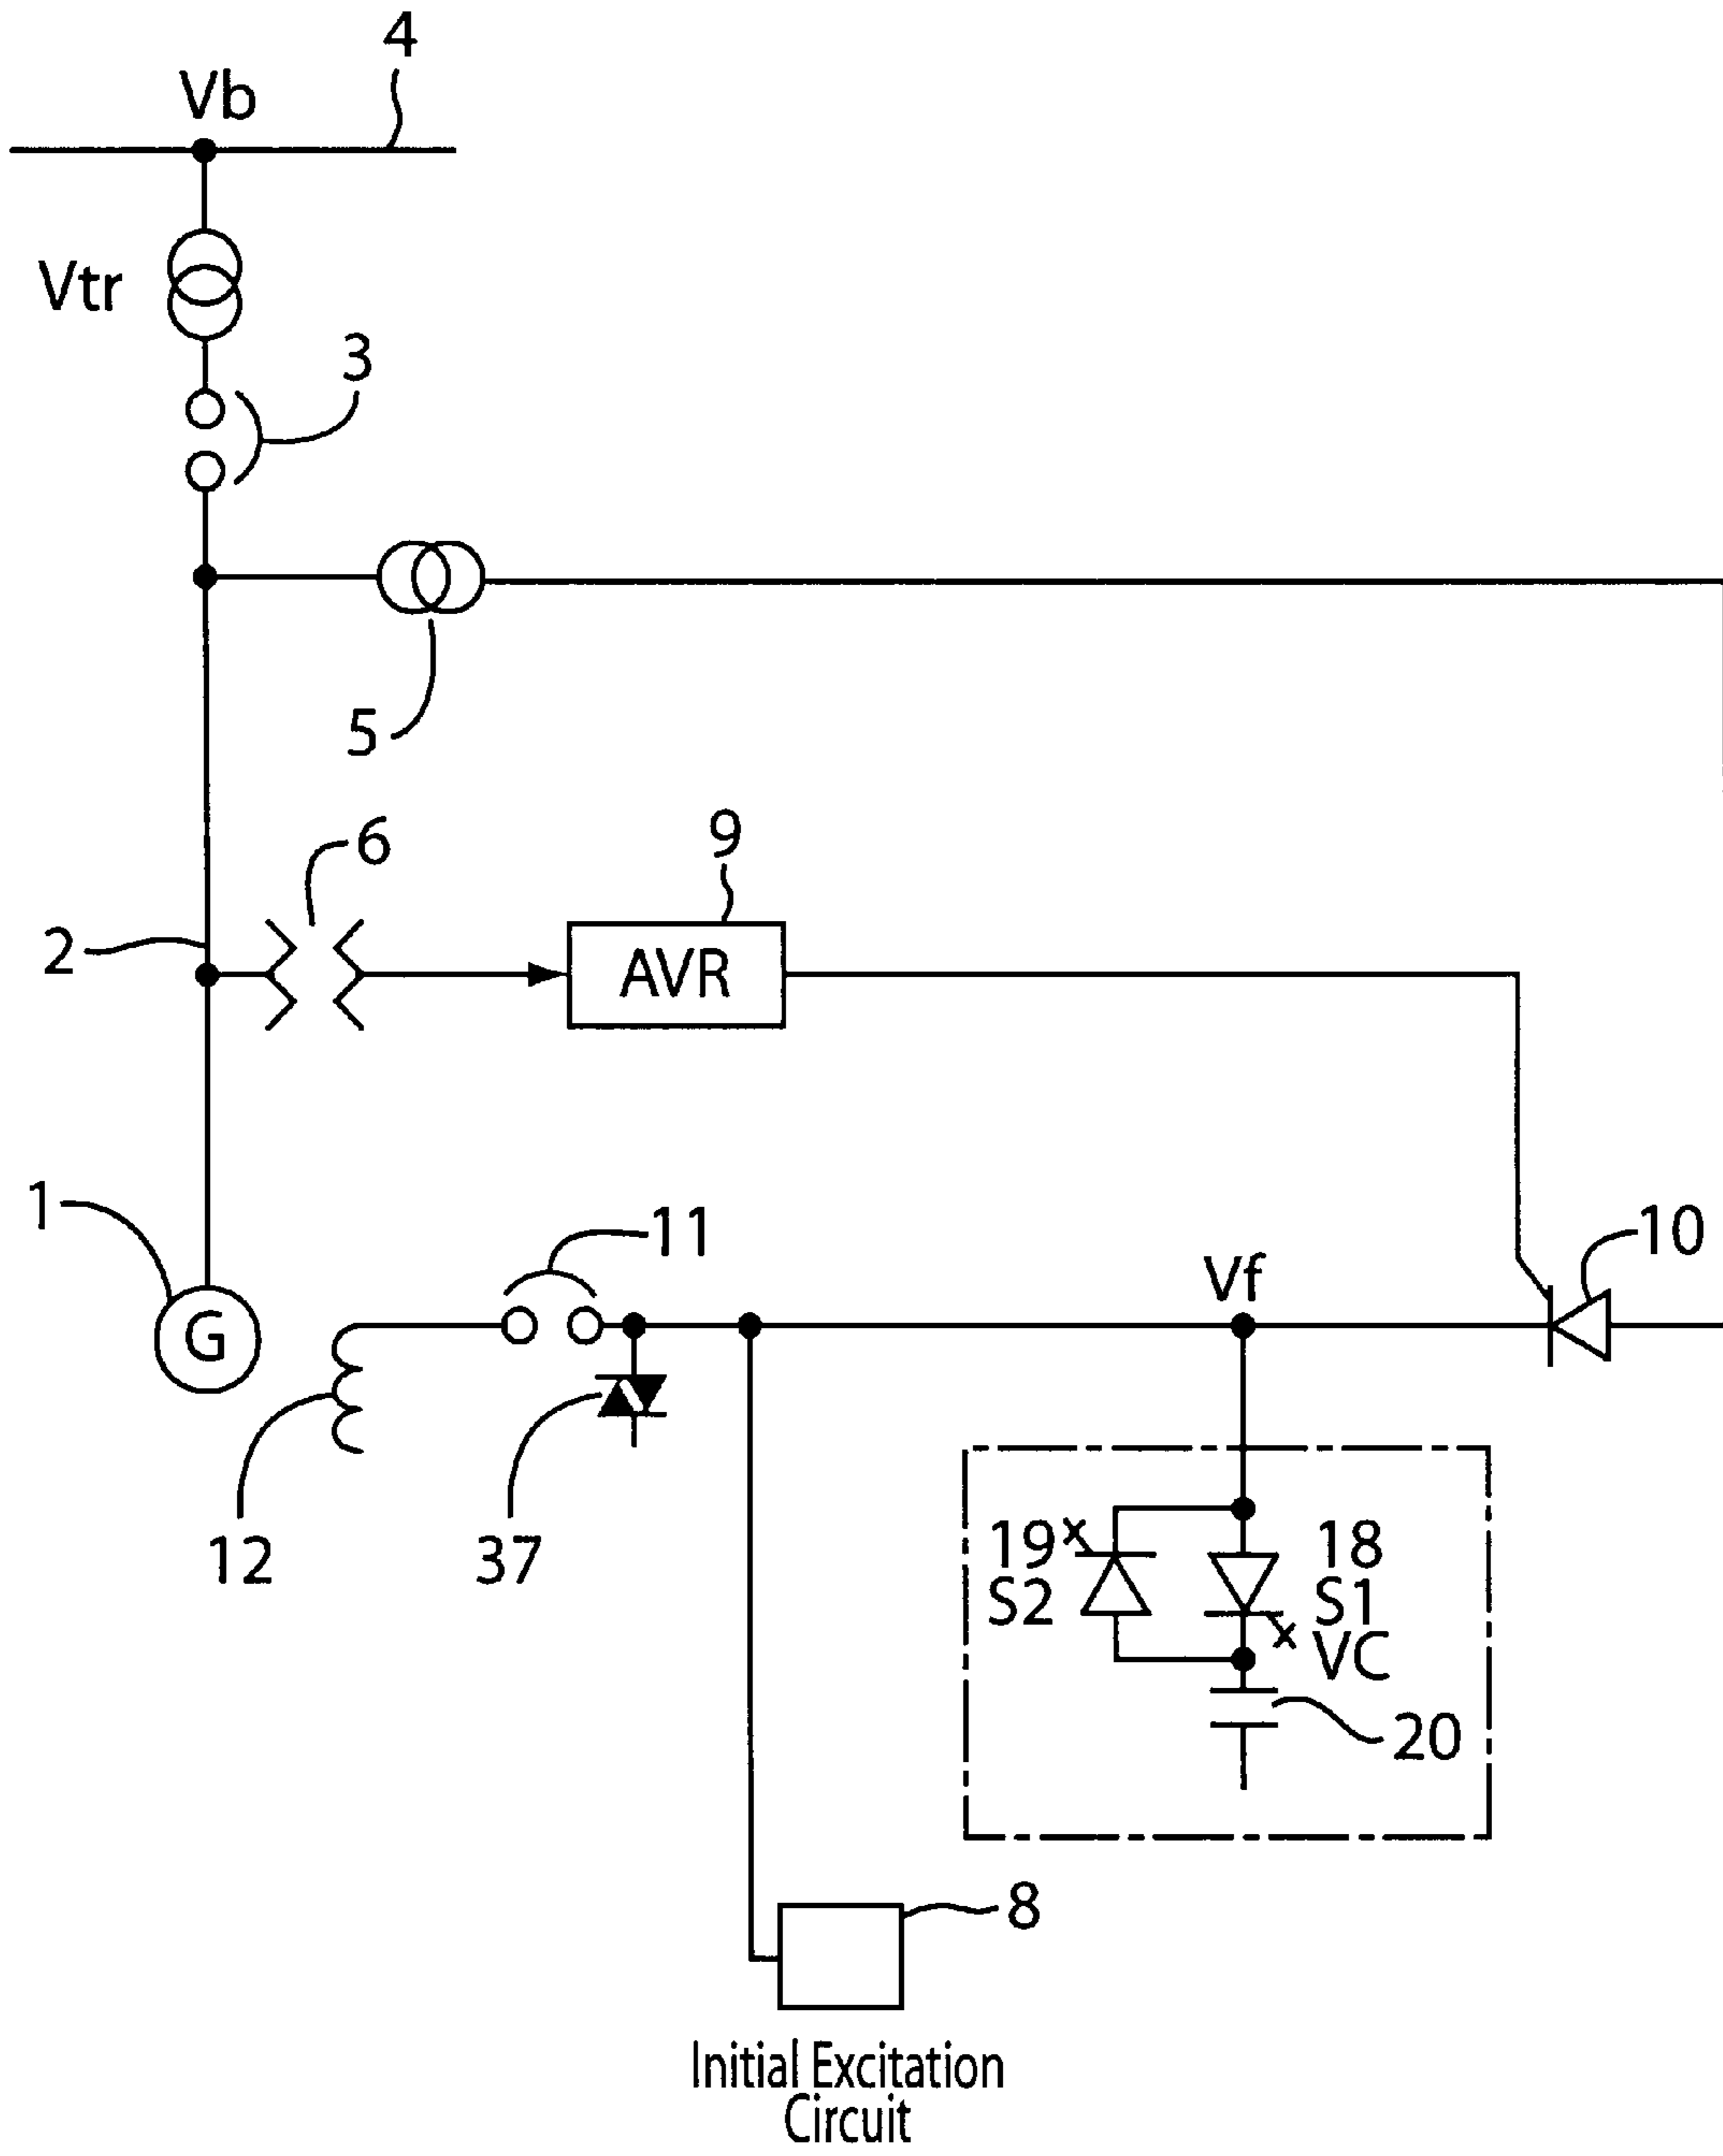 4
Vb
Vtr
3
5
6
9
2
AVR
1
11
10
Vf
G
12
37
19
18
S2
S1
VC
20
8
Initial Excitation
Circuit